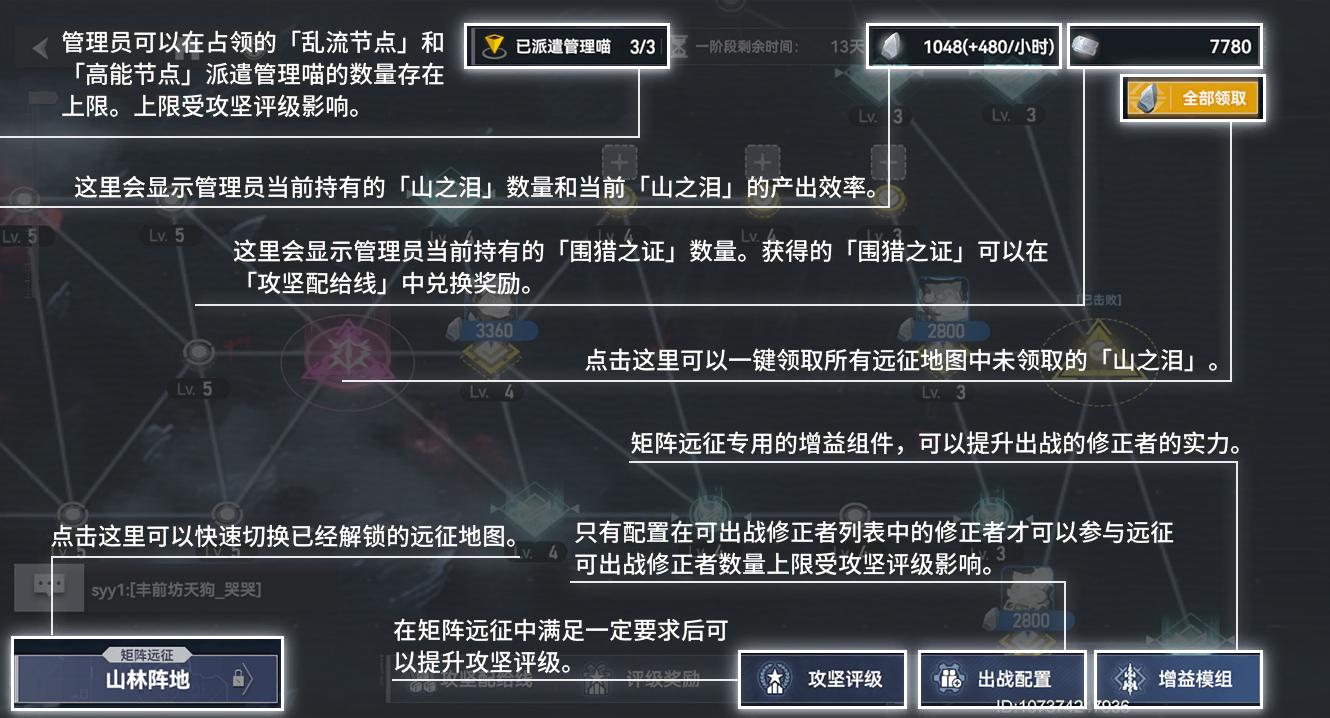 管理员可以在占领的「乱流节点」和
「高能节点」派遣管理喵的数量存在
上限。上限受攻坚评级影响。
已派遣管理喵 3/3
一阶段剩余时间： 13天
1048(+480/小时)
7780
全部领取
Lv. 3
Lv. 3
这里会显示管理员当前持有的「山之泪」数量和当前「山之泪」的产出效率。
Lv. 5
Lv. 5
Lv. 4
Lv. 4
Lv. 4
Lv. 3
这里会显示管理员当前持有的「围猎之证」数量。获得的「围猎之证」可以在
「攻坚配给线」中兑换奖励。
[已击败]
3360
2800
点击这里可以一键领取所有远征地图中未领取的「山之泪」。
Lv. 5
Lv. 4
Lv. 3
矩阵远征专用的增益组件，可以提升出战的修正者的实力。
点击这里可以快速切换已经解锁的远征地图。
只有配置在可出战修正者列表中的修正者才可以参与远征
可出战修正者数量上限受攻坚评级影响。
Lv. 4
syy1:[丰前坊天狗_哭哭]
2800
在矩阵远征中满足一定要求后可
以提升攻坚评级。
矩阵远征
山林阵地
攻坚配给线
评级奖励
攻坚评级
出战配置
增益模组